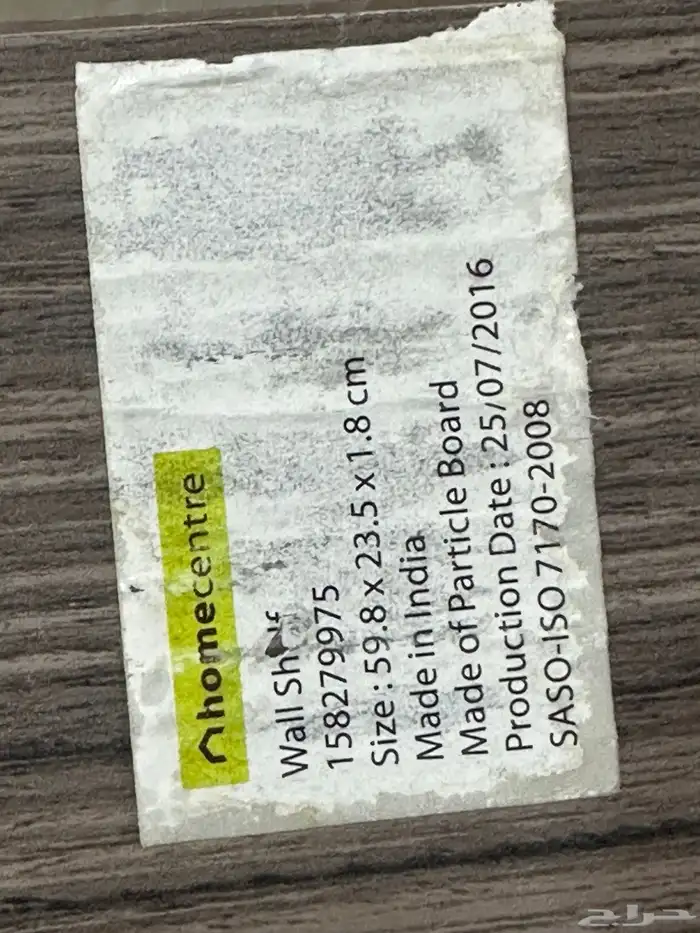 homecentre
Wall Shelf
158279975
Size : 59.8 x 23.5 x 1.8 cm
Made in India
Made of Particle Board
Production Date : 25/07/2016
SASO-ISO 7170-2008
حراج